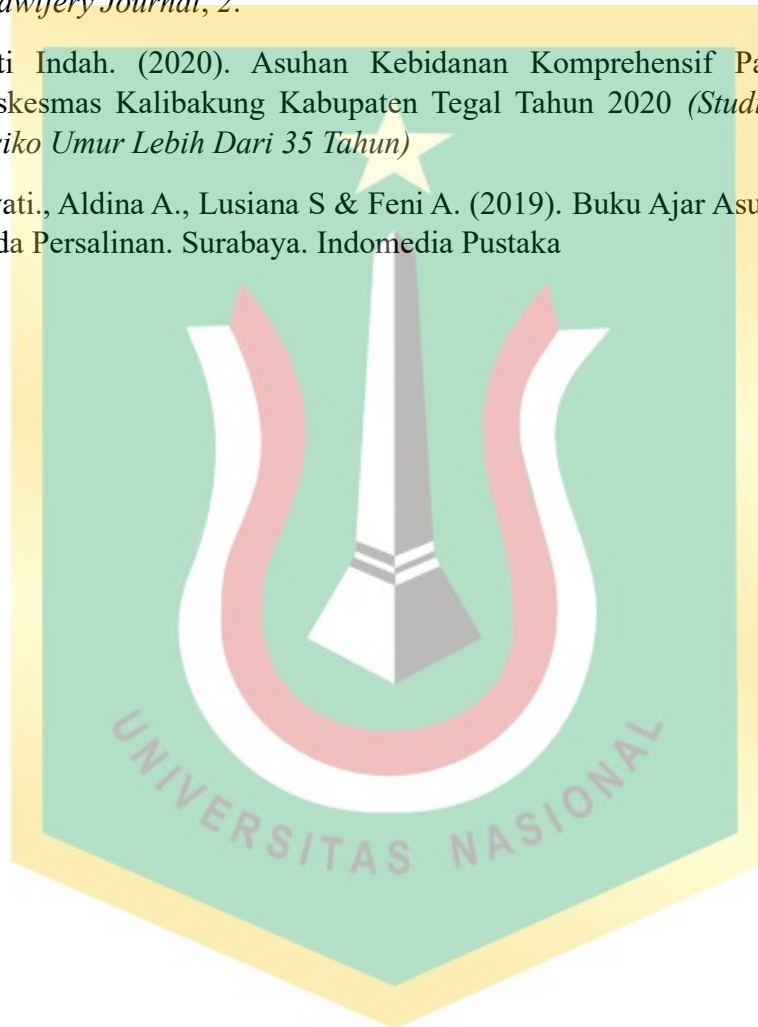 dwifery Journal, 2.
ti Indah. (2020). Asuhan Kebidanan Komprehensif Pa
skesmas Kalibakung Kabupaten Tegal Tahun 2020 (Studi
iko Umur Lebih Dari 35 Tahun)
ati., Aldina A., Lusiana S & Feni A. (2019). Buku Ajar Asu
da Persalinan. Surabaya. Indomedia Pustaka
UNIVERSITAS NASIONAL